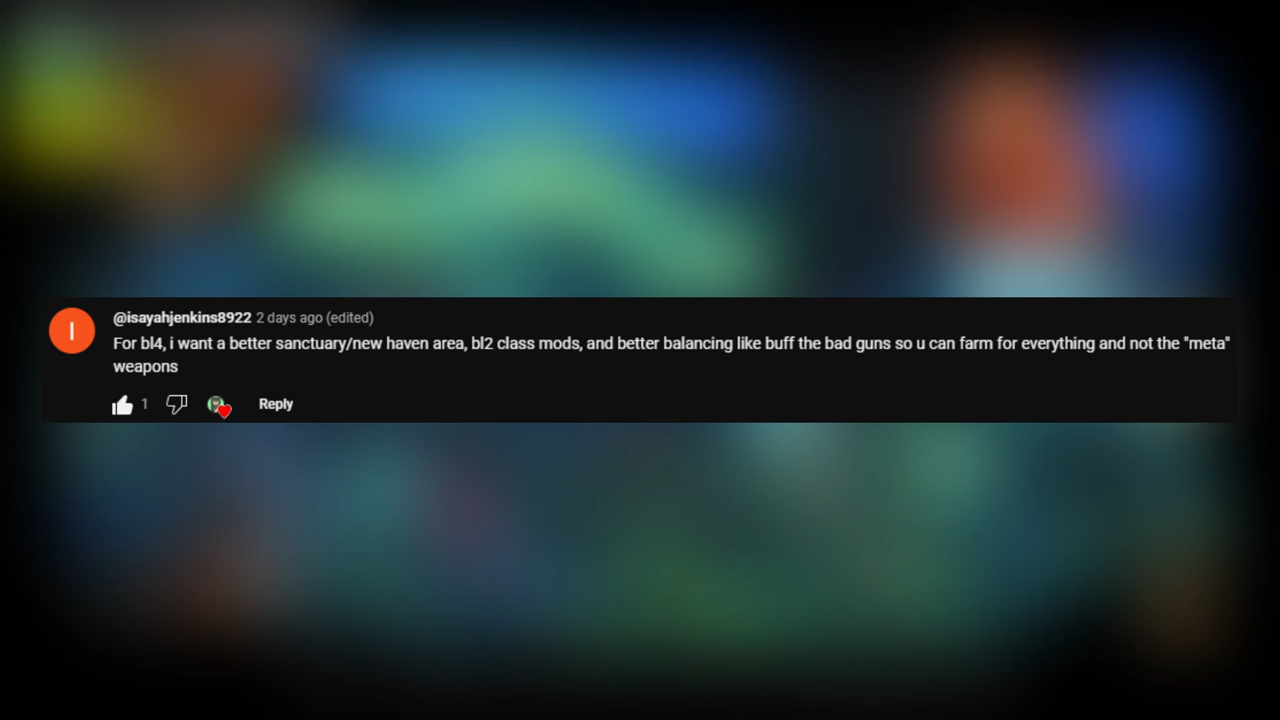 I
@isayahjenkins8922 2 days ago (edited)
For bl4, i want a better sanctuary/new haven area, bl2 class mods, and better balancing like buff the bad guns so u can farm for everything and not the "meta"
weapons
1 Reply